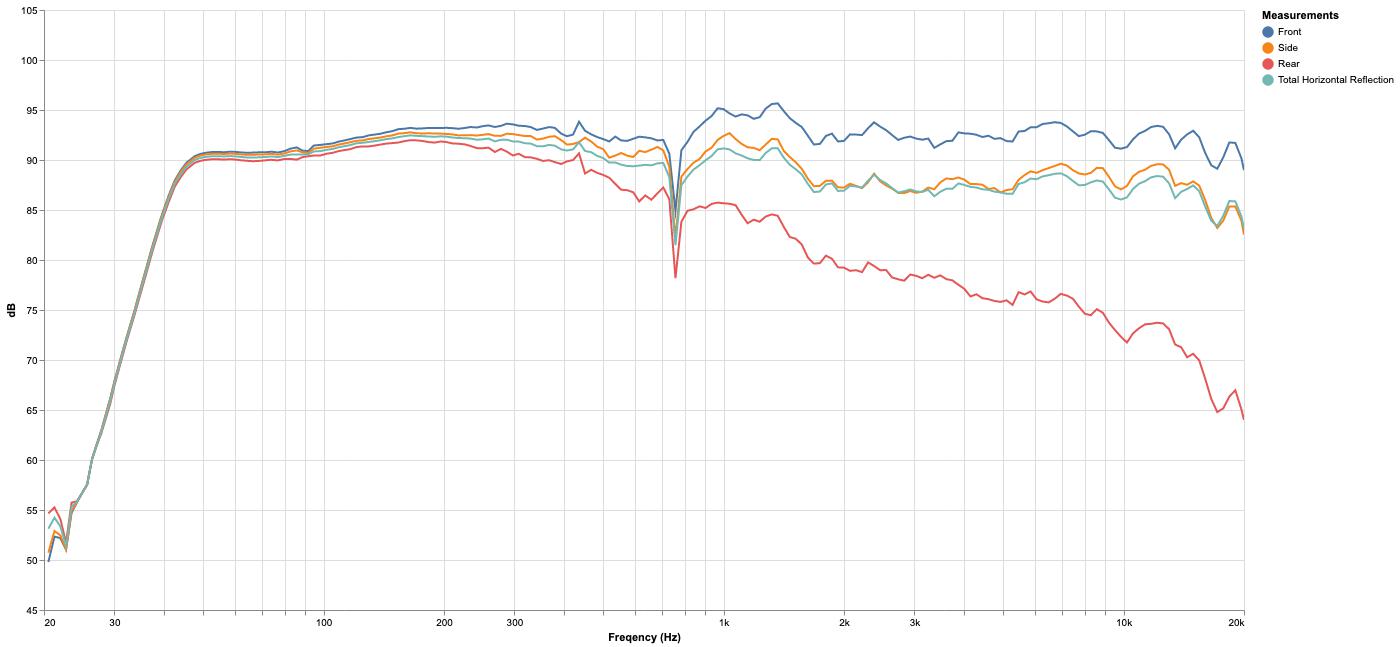 105
100
95
90
85
80
75
70
65
60
55
50
45
dB
20 30 100 200 300 1k 2k 3k 10k 20k
Freqency (Hz)
Measurements
Front
Side
Rear
Total Horizontal Reflection